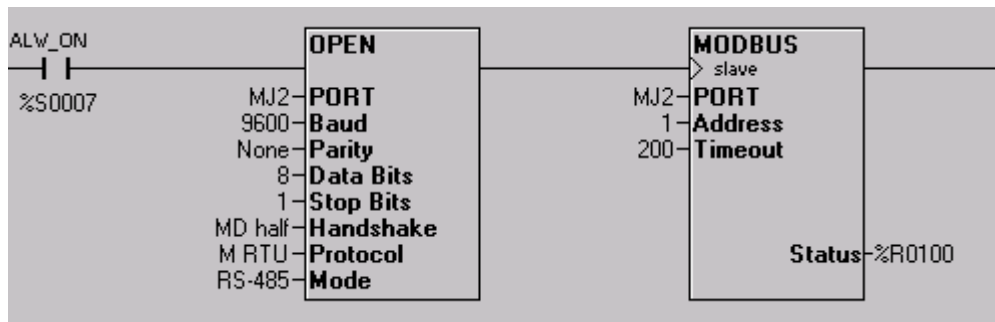 ALW_ON
%S0007
OPEN
MJ2 PORT
9600 Baud
None Parity
8 Data Bits
1 Stop Bits
MD half Handshake
M RTU Protocol
RS-485 Mode
MODBUS
> slave
MJ2 PORT
1 Address
200 Timeout
Status %R0100